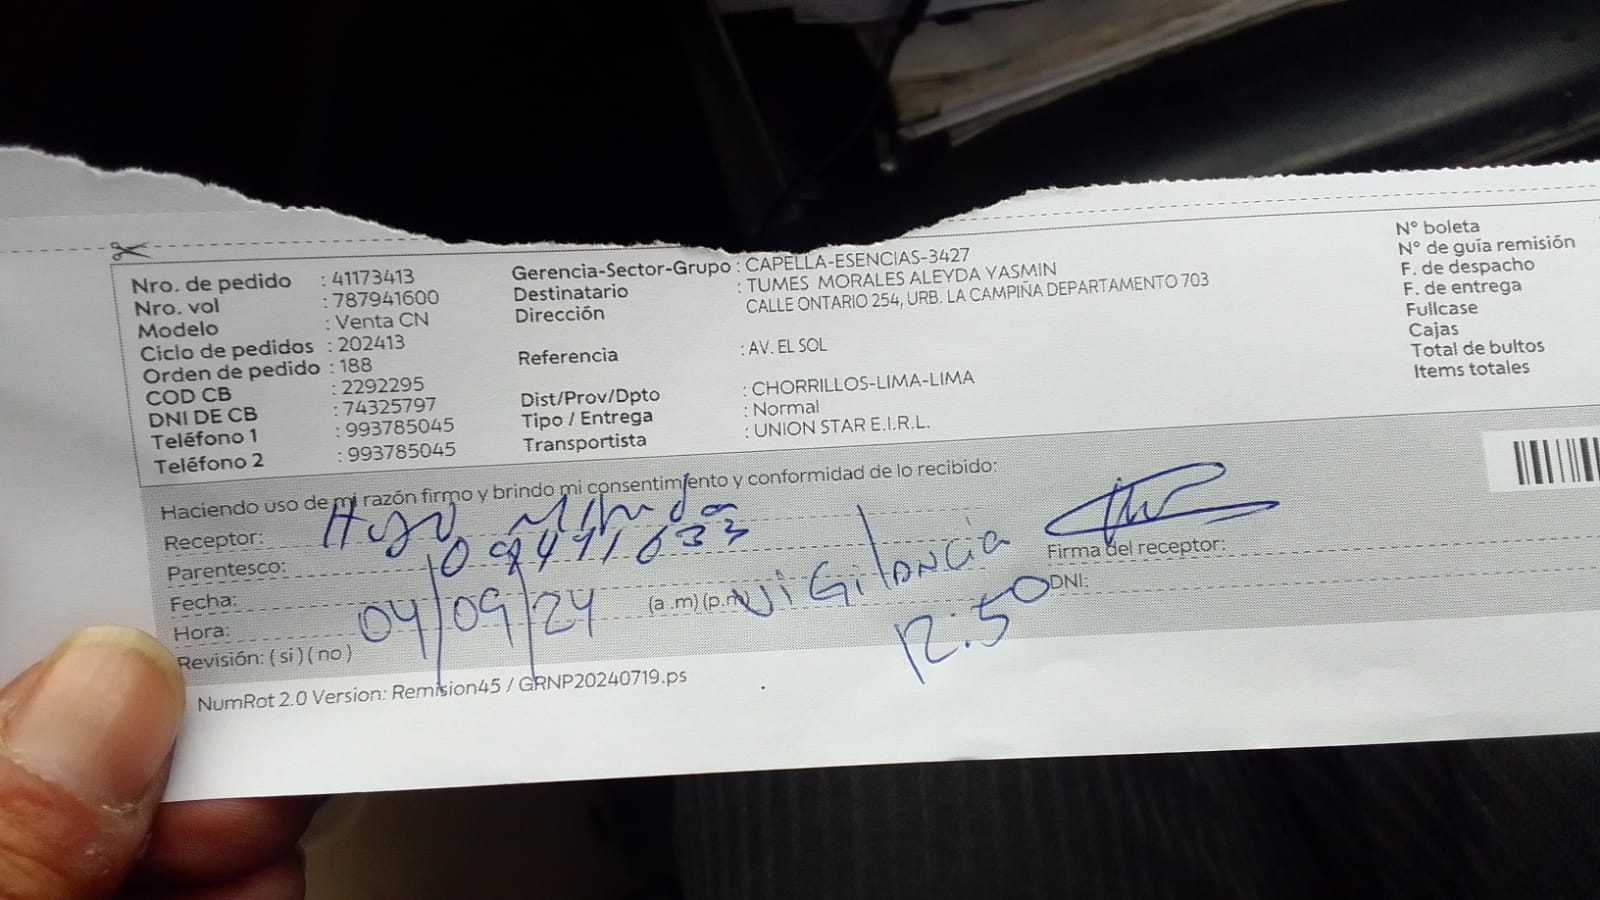 Nro. de pedido : 41173413
Nro. vol : 787941600
Modelo : Venta CN
Ciclo de pedidos : 202413
Orden de pedido : 188
COD CB : 2292295
DNI DE CB : 74325797
Teléfono 1 : 993785045
Teléfono 2 : 993785045
Gerencia-Sector-Grupo : CAPELLA-ESENCIAS-3427
Destinatario : TUMES MORALES ALEYDA YASMIN
Dirección CALLE ONTARIO 254, URB. LA CAMPIÑA DEPARTAMENTO 703
Referencia : AV. EL SOL
Dist/Prov/Dpto : CHORRILLOS-LIMA-LIMA
Tipo / Entrega : Normal
Transportista : UNION STAR E.I.R.L.
N° boleta
N° de guía remisión
F. de despacho
F. de entrega
Fullcase
Cajas
Total de bultos
Items totales
Haciendo uso de mi razón firmo y brindo mi consentimiento y conformidad de lo recibido:
Receptor:
Parentesco:
Fecha: 04/09/24 (a .m) (p.m) Vigilancia
Hora: 12:50
Revisión: ( si ) ( no )
Firma del receptor:
DNI:
NumRot 2.0 Version: Remision45 / GRNP20240719.ps